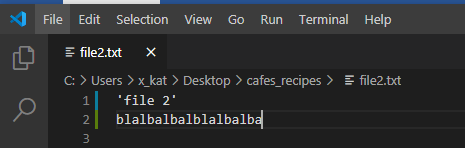 File Edit Selection View Go Run Terminal Help
file2.txt
C: > Users > x_kat > Desktop > cafes_recipes > file2.txt
1 'file 2'
2 blalbalbalblalbalba
3